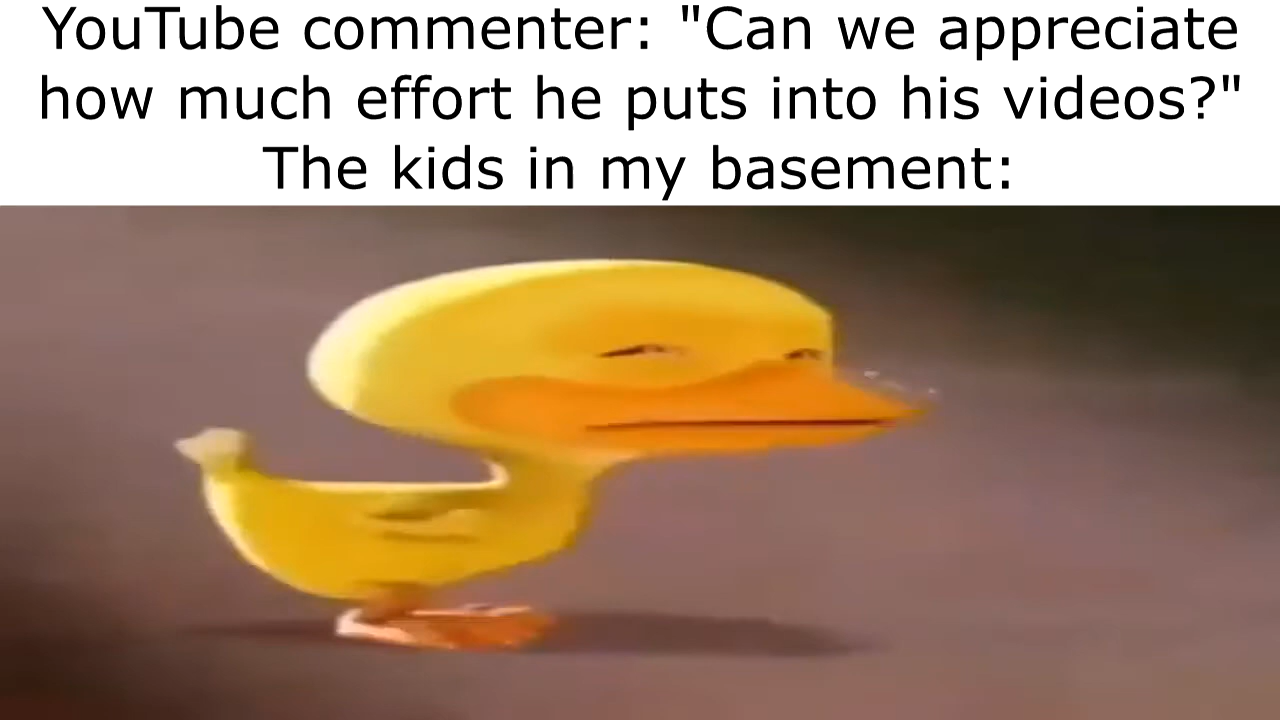 YouTube commenter: "Can we appreciate
how much effort he puts into his videos?"
The kids in my basement: